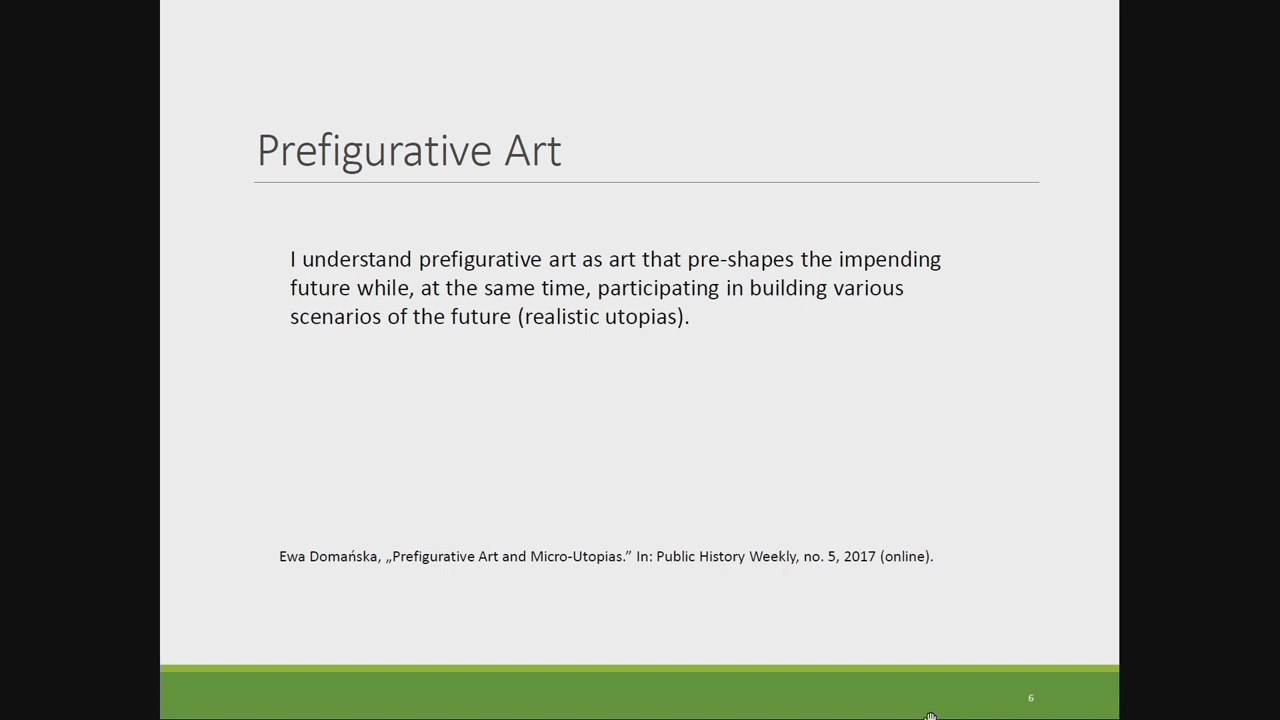 Prefigurative Art
I understand prefigurative art as art that pre-shapes the impending
future while, at the same time, participating in building various
scenarios of the future (realistic utopias).
Ewa Domańska, „Prefigurative Art and Micro-Utopias.” In: Public History Weekly, no. 5, 2017 (online).
6